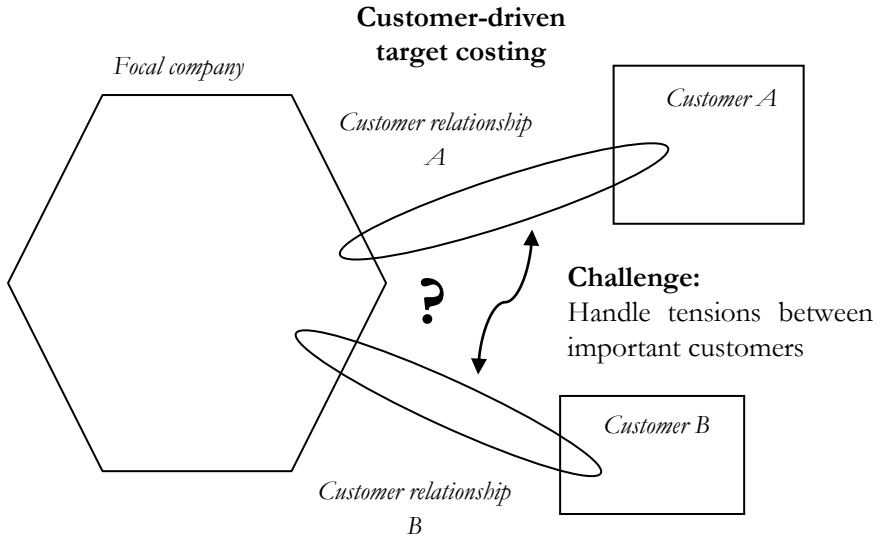 Customer-driven
target costing
Focal company
Customer A
Customer relationship
A
?
Challenge:
Handle tensions between
important customers
Customer B
Customer relationship
B